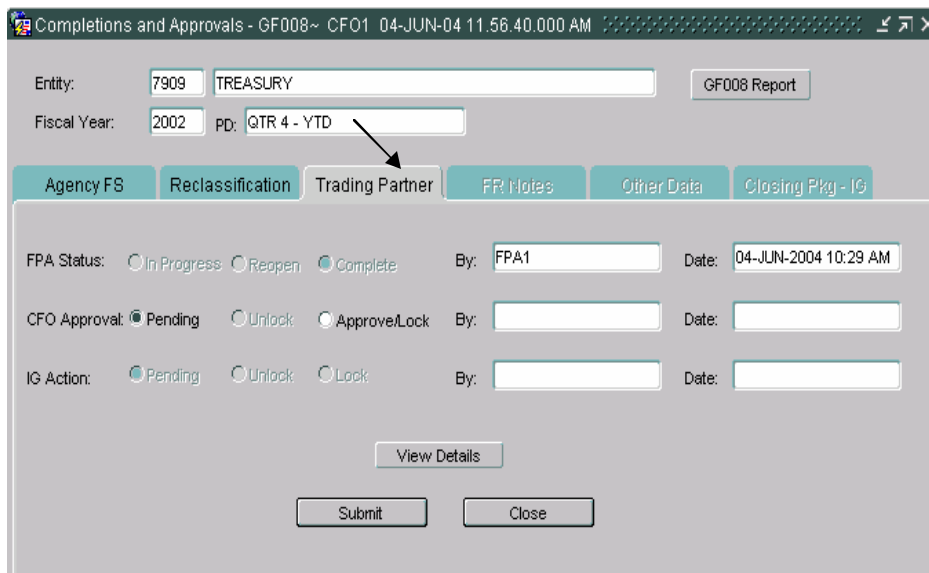 Completions and Approvals - GF008~ CFO1 04-JUN-04 11.56.40.000 AM
Entity: 7909 TREASURY GF008 Report
Fiscal Year: 2002 PD: QTR 4 - YTD
Agency FS Reclassification Trading Partner FR Notes Other Data Closing Pkg - IG
FPA Status: In Progress Reopen Complete By: FPA1 Date: 04-JUN-2004 10:29 AM
CFO Approval: Pending Unlock Approve/Lock By: Date:
IG Action: Pending Unlock Lock By: Date:
View Details
Submit Close